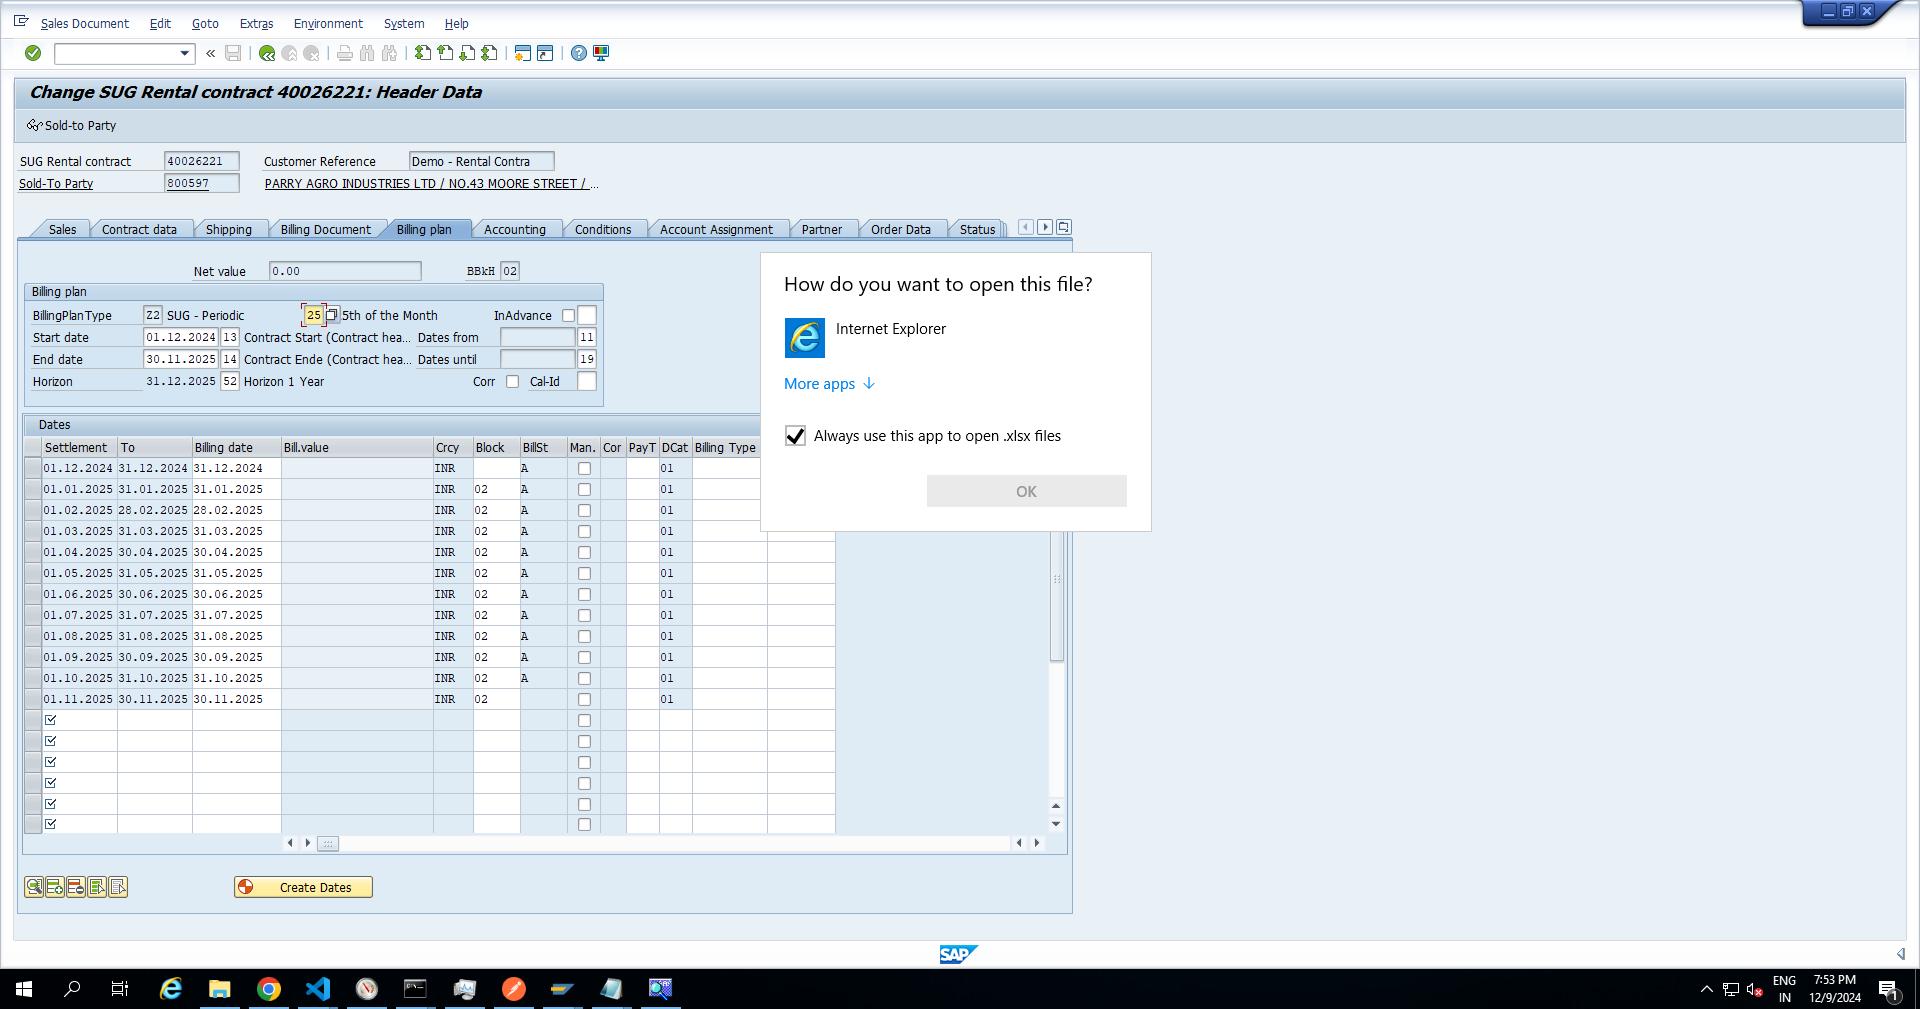 Sales Document Edit Goto Extras Environment System Help
Change SUG Rental contract 40026221: Header Data
Sold-to Party
SUG Rental contract 40026221 Customer Reference Demo - Rental Contra
Sold-To Party 800597 PARRY AGRO INDUSTRIES LTD / NO.43 MOORE STREET / ...
Sales Contract data Shipping Billing Document Billing plan Accounting Conditions Account Assignment Partner Order Data Status
Net value 0.00 BBkH 02
Billing plan
BillingPlanType Z2 SUG - Periodic 25 5th of the Month InAdvance
Start date 01.12.2024 13 Contract Start (Contract hea... Dates from 11
End date 30.11.2025 14 Contract Ende (Contract hea... Dates until 19
Horizon 31.12.2025 52 Horizon 1 Year Corr Cal-Id
Dates
Settlement To Billing date Bill.value Crcy Block BillSt Man. Cor PayT DCat Billing Type
01.12.2024 31.12.2024 31.12.2024 INR A 01
01.01.2025 31.01.2025 31.01.2025 INR 02 A 01
01.02.2025 28.02.2025 28.02.2025 INR 02 A 01
01.03.2025 31.03.2025 31.03.2025 INR 02 A 01
01.04.2025 30.04.2025 30.04.2025 INR 02 A 01
01.05.2025 31.05.2025 31.05.2025 INR 02 A 01
01.06.2025 30.06.2025 30.06.2025 INR 02 A 01
01.07.2025 31.07.2025 31.07.2025 INR 02 A 01
01.08.2025 31.08.2025 31.08.2025 INR 02 A 01
01.09.2025 30.09.2025 30.09.2025 INR 02 A 01
01.10.2025 31.10.2025 31.10.2025 INR 02 A 01
01.11.2025 30.11.2025 30.11.2025 INR 02 01
Create Dates
How do you want to open this file?
Internet Explorer
More apps
Always use this app to open .xlsx files
OK
SAP
ENG
IN
7:53 PM
12/9/2024
1